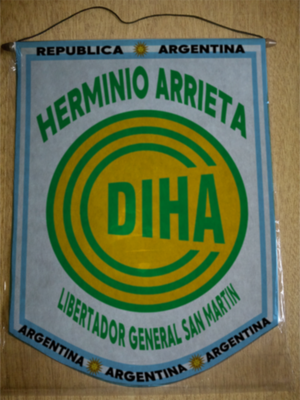 REPUBLICA ARGENTINA
HERMINIO ARRIETA
DIHA
LIBERTADOR GENERAL SAN MARTIN
ARGENTINA ARGENTINA ARGENTINA